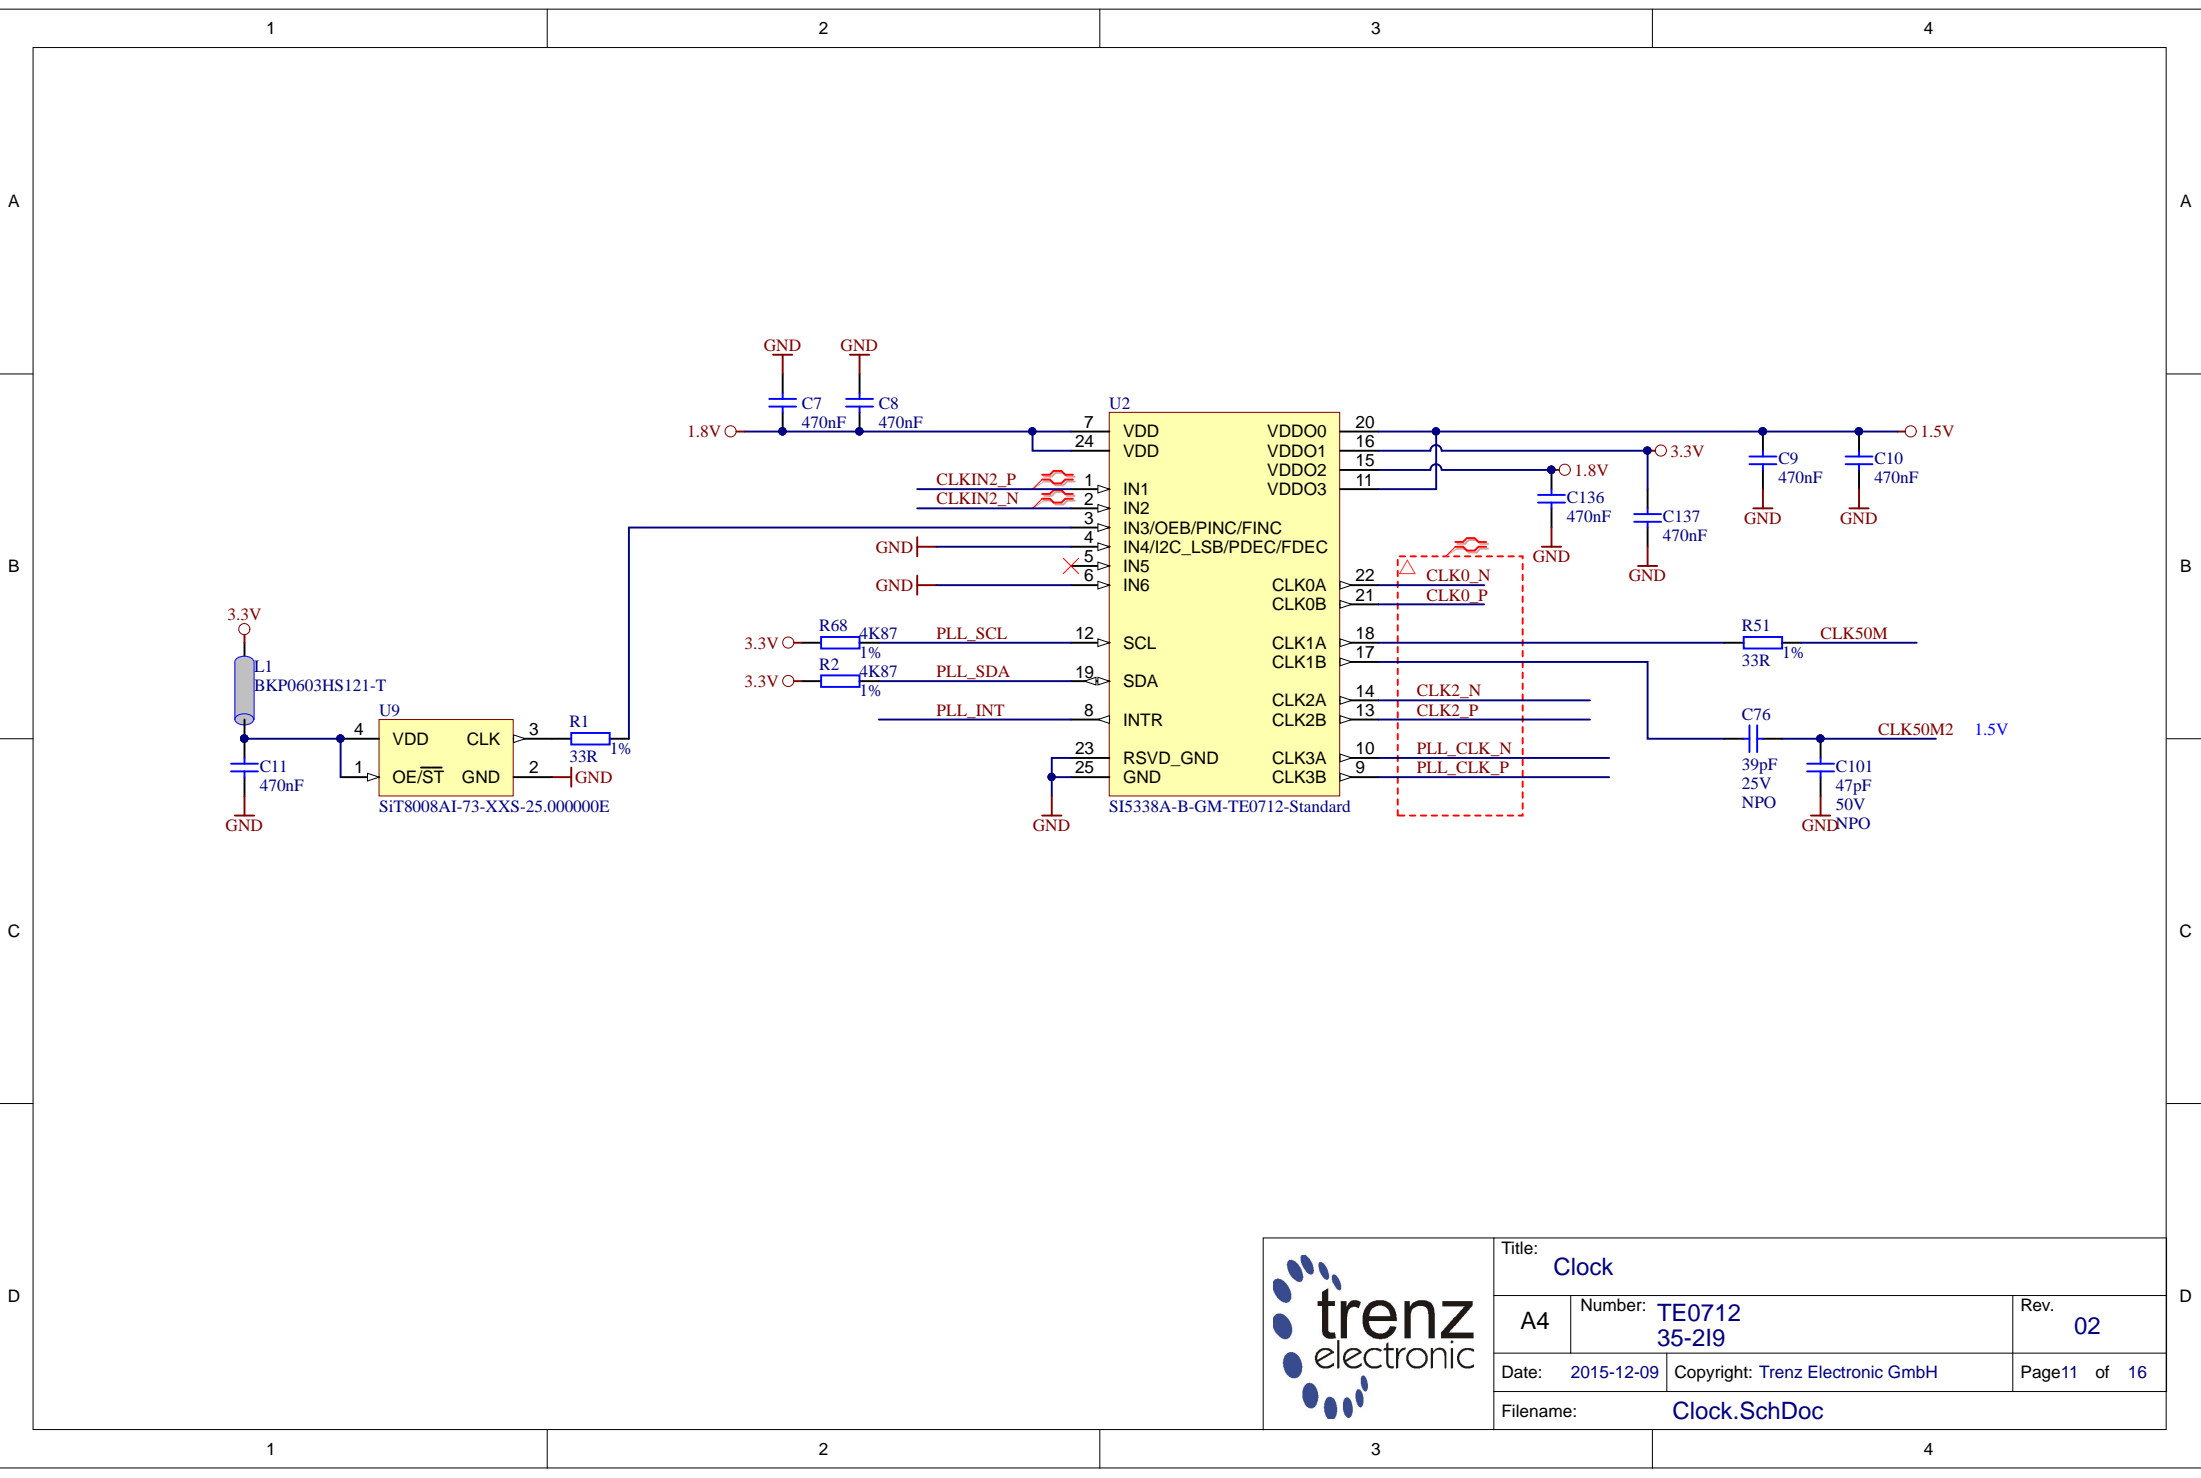 1 2 3 4
A A
B B
C C
D D
GND GND
C7 470nF
C8 470nF
1.8V
U2
7 VDD
24 VDD
CLKIN2_P 1 IN1
CLKIN2_N 2 IN2
3 IN3/OEB/PINC/FINC
GND 4 IN4/I2C_LSB/PDEC/FDEC
5 IN5
GND 6 IN6
3.3V R68 4K87 1% PLL_SCL 12 SCL
3.3V R2 4K87 1% PLL_SDA 19 SDA
PLL_INT 8 INTR
23 RSVD_GND
25 GND
GND
SI5338A-B-GM-TE0712-Standard
VDDO0 20 1.5V
VDDO1 16 3.3V
VDDO2 15 1.8V
VDDO3 11
C9 470nF GND
C10 470nF GND
C136 470nF GND
C137 470nF GND
CLK0A 22 CLK0_N
CLK0B 21 CLK0_P
CLK1A 18 R51 33R 1% CLK50M
CLK1B 17
CLK2A 14 CLK2_N
CLK2B 13 CLK2_P
CLK3A 10 PLL_CLK_N
CLK3B 9 PLL_CLK_P
C76 39pF 25V NPO
CLK50M2 1.5V
C101 47pF 50V NPO
GND
3.3V
L1
BKP0603HS121-T
C11 470nF
GND
U9
4 VDD CLK 3
1 OE/ST GND 2 GND
SiT8008AI-73-XXS-25.000000E
R1 33R 1%
trenz
electronic
Title: Clock
A4 Number: TE0712 35-2I9 Rev. 02
Date: 2015-12-09 Copyright: Trenz Electronic GmbH Page11 of 16
Filename: Clock.SchDoc
1 2 3 4